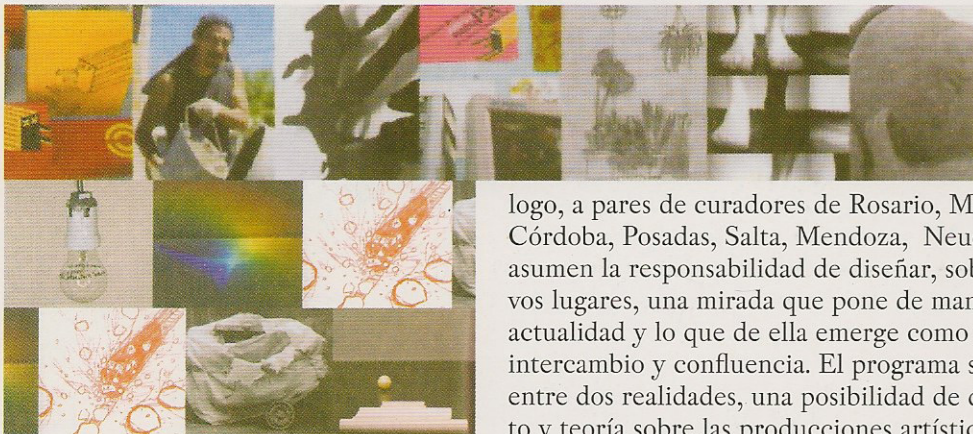 logo, a pares de curadores de Rosario, M
Córdoba, Posadas, Salta, Mendoza, Neu
asumen la responsabilidad de diseñar, sob
vos lugares, una mirada que pone de man
actualidad y lo que de ella emerge como
intercambio y confluencia. El programa s
entre dos realidades, una posibilidad de
to y teoría sobre las producciones artístic